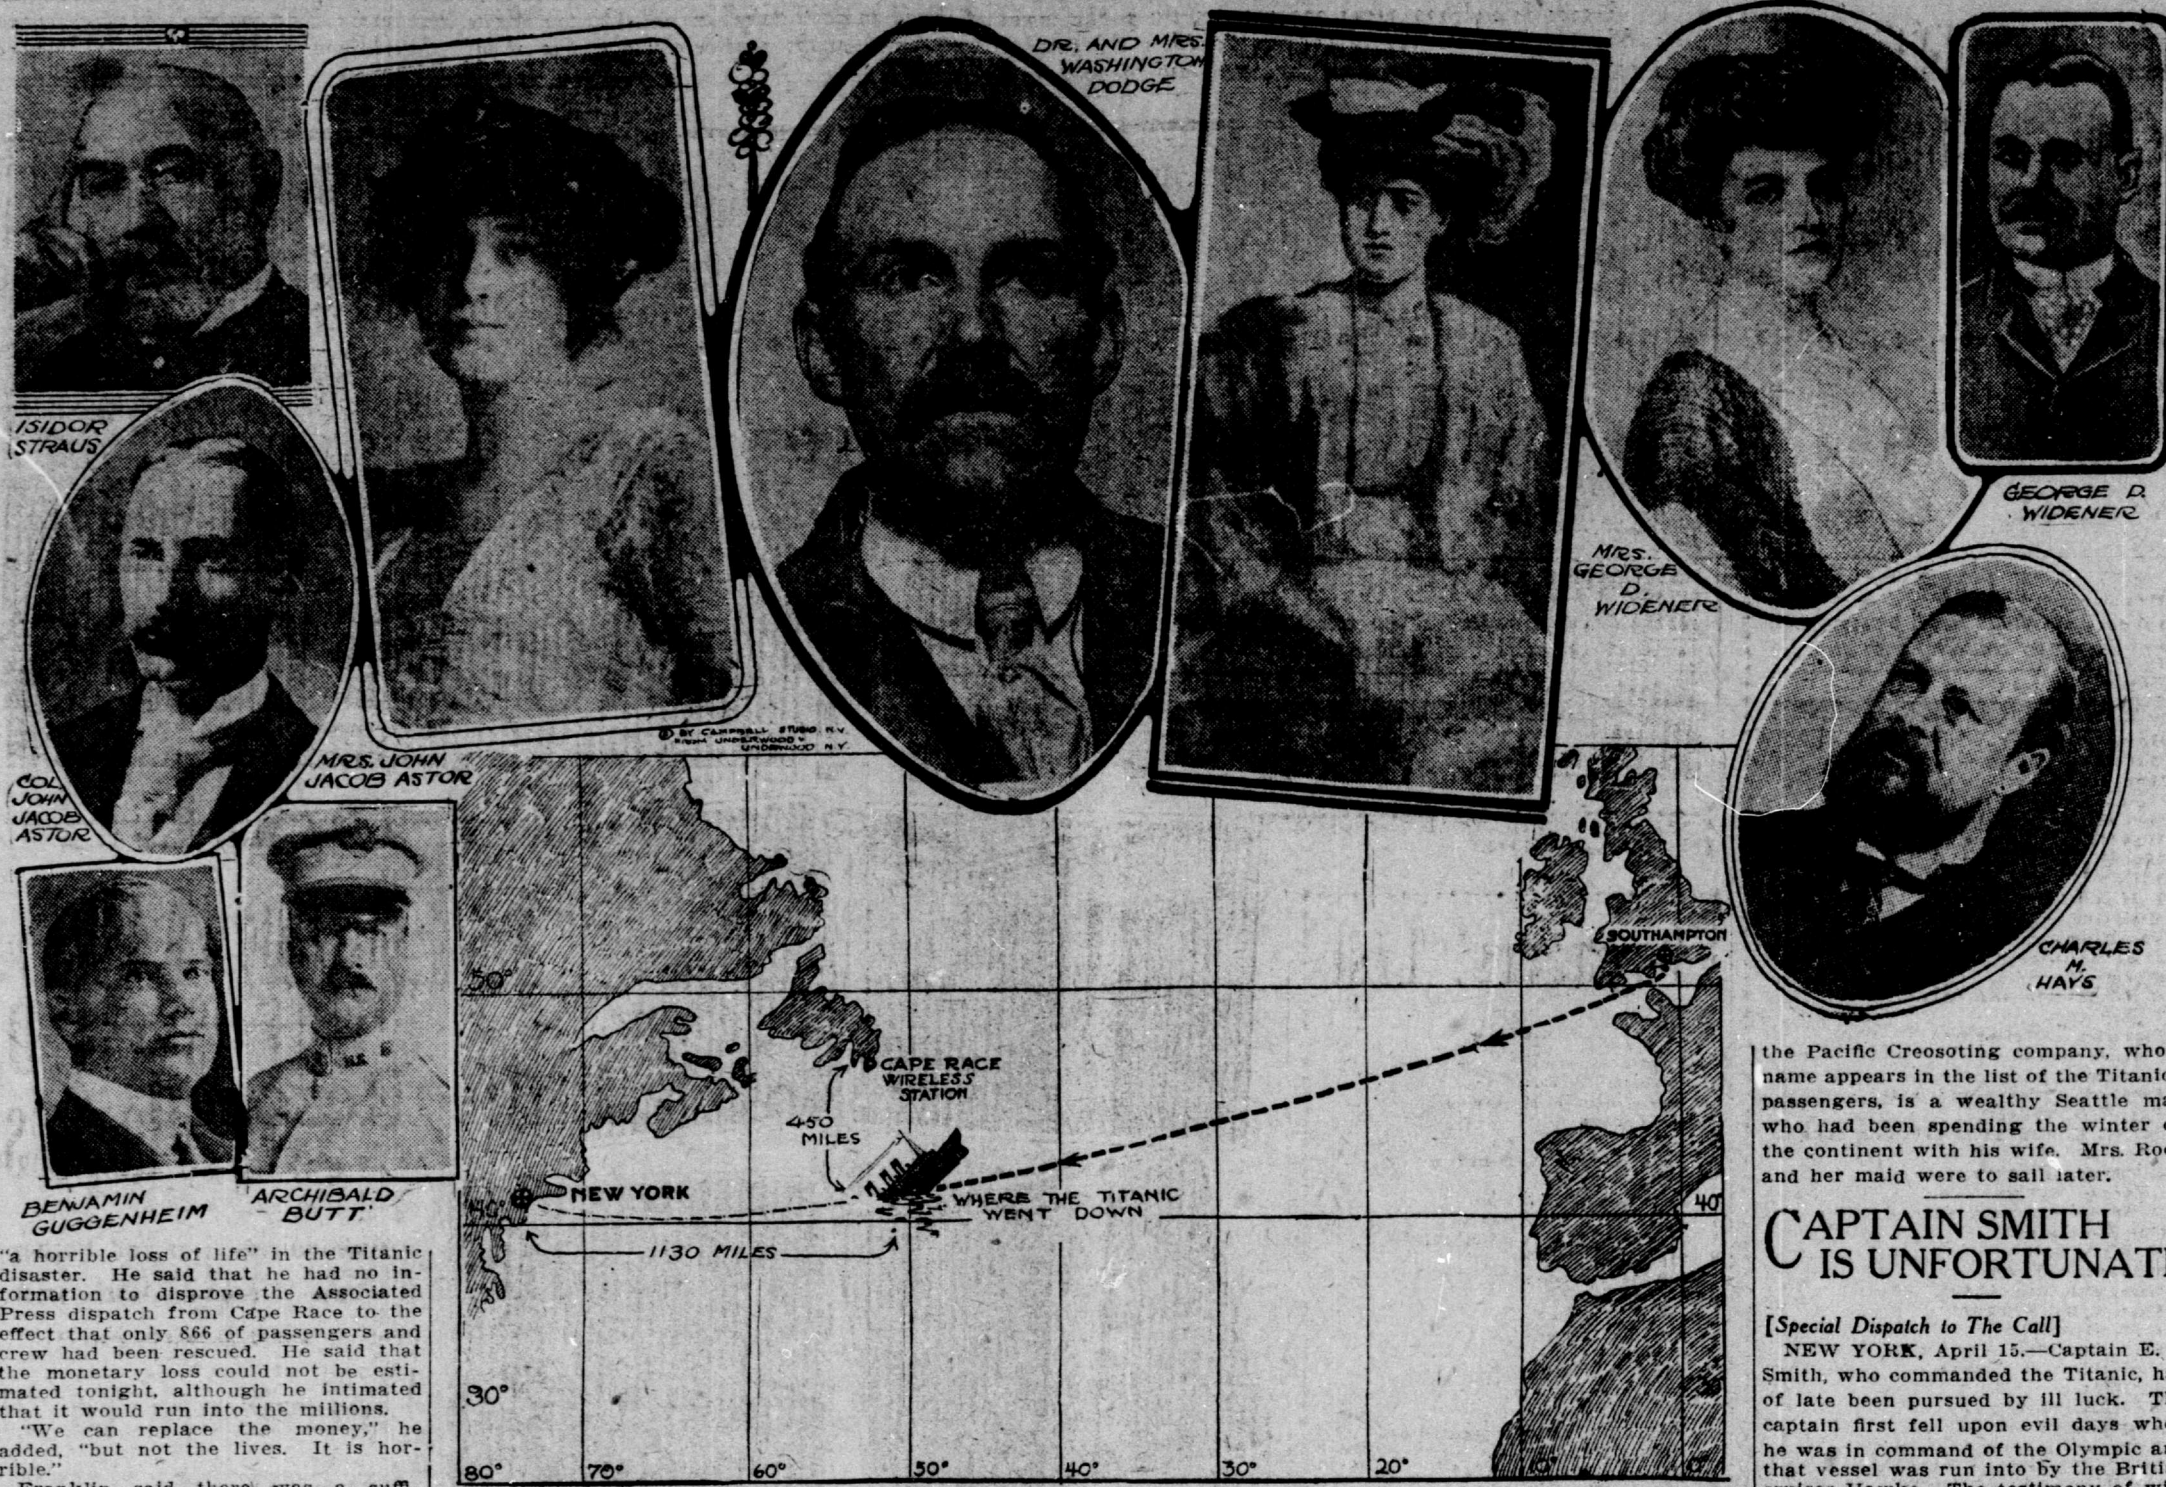 DR. AND MRS.
WASHINGTON
DODGE
ISIDOR
STRAUS
GEORGE D.
WIDENER
MRS.
GEORGE
D.
WIDENER
© BY CAMPBELL STUDIO N.Y.
FROM UNDERWOOD &
UNDERWOOD N.Y.
MRS. JOHN
JACOB ASTOR
COL.
JOHN
JACOB
ASTOR
CHARLES
M.
HAYS
BENJAMIN
GUGGENHEIM
ARCHIBALD
BUTT.
SOUTHAMPTON
50°
CAPE RACE
WIRELESS
STATION
450
MILES
NEW YORK
WHERE THE TITANIC
WENT DOWN
40°
40°
1130 MILES
30°
80°
70°
60°
50°
40°
30°
20°
"a horrible loss of life" in the Titanic
disaster. He said that he had no in-
formation to disprove the Associated
Press dispatch from Cape Race to the
effect that only 866 of passengers and
crew had been rescued. He said that
the monetary loss could not be esti-
mated tonight, although he intimated
that it would run into the millions.
"We can replace the money," he
added, "but not the lives. It is hor-
rible."
Franklin said there was a
the Pacific Creosoting company, who
name appears in the list of the Titanic
passengers, is a wealthy Seattle ma
who had been spending the winter
the continent with his wife. Mrs. Ro
and her maid were to sail later.
CAPTAIN SMITH
IS UNFORTUNAT
[Special Dispatch to The Call]
NEW YORK, April 15.—Captain E.
Smith, who commanded the Titanic, h
of late been pursued by ill luck. T
captain first fell upon evil days wh
he was in command of the Olympic a
that vessel was run into by the Briti